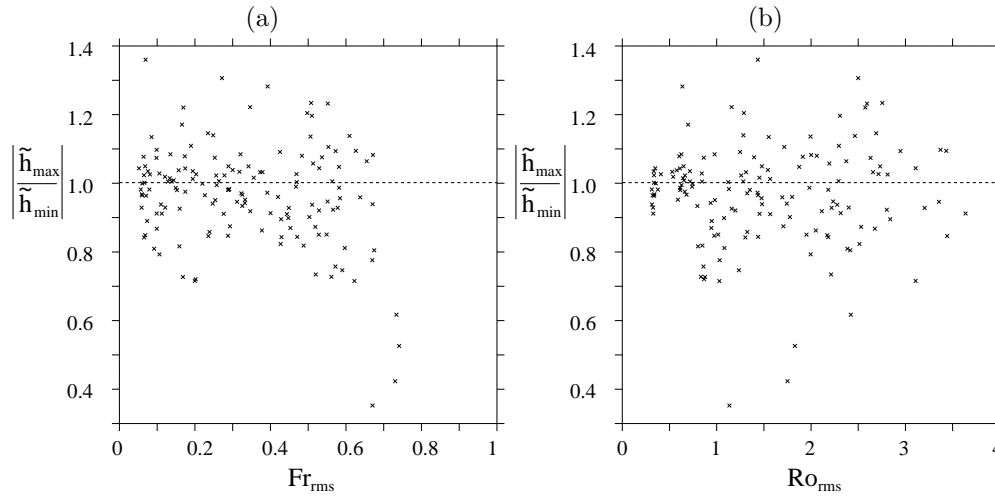 (a) (b)
1.4 1.4
1.2 1.2
|h̃max / h̃min| 1.0 |h̃max / h̃min| 1.0
0.8 0.8
0.6 0.6
0.4 0.4
0 0.2 0.4 0.6 0.8 1 0 1 2 3 4
Frrms Rorms